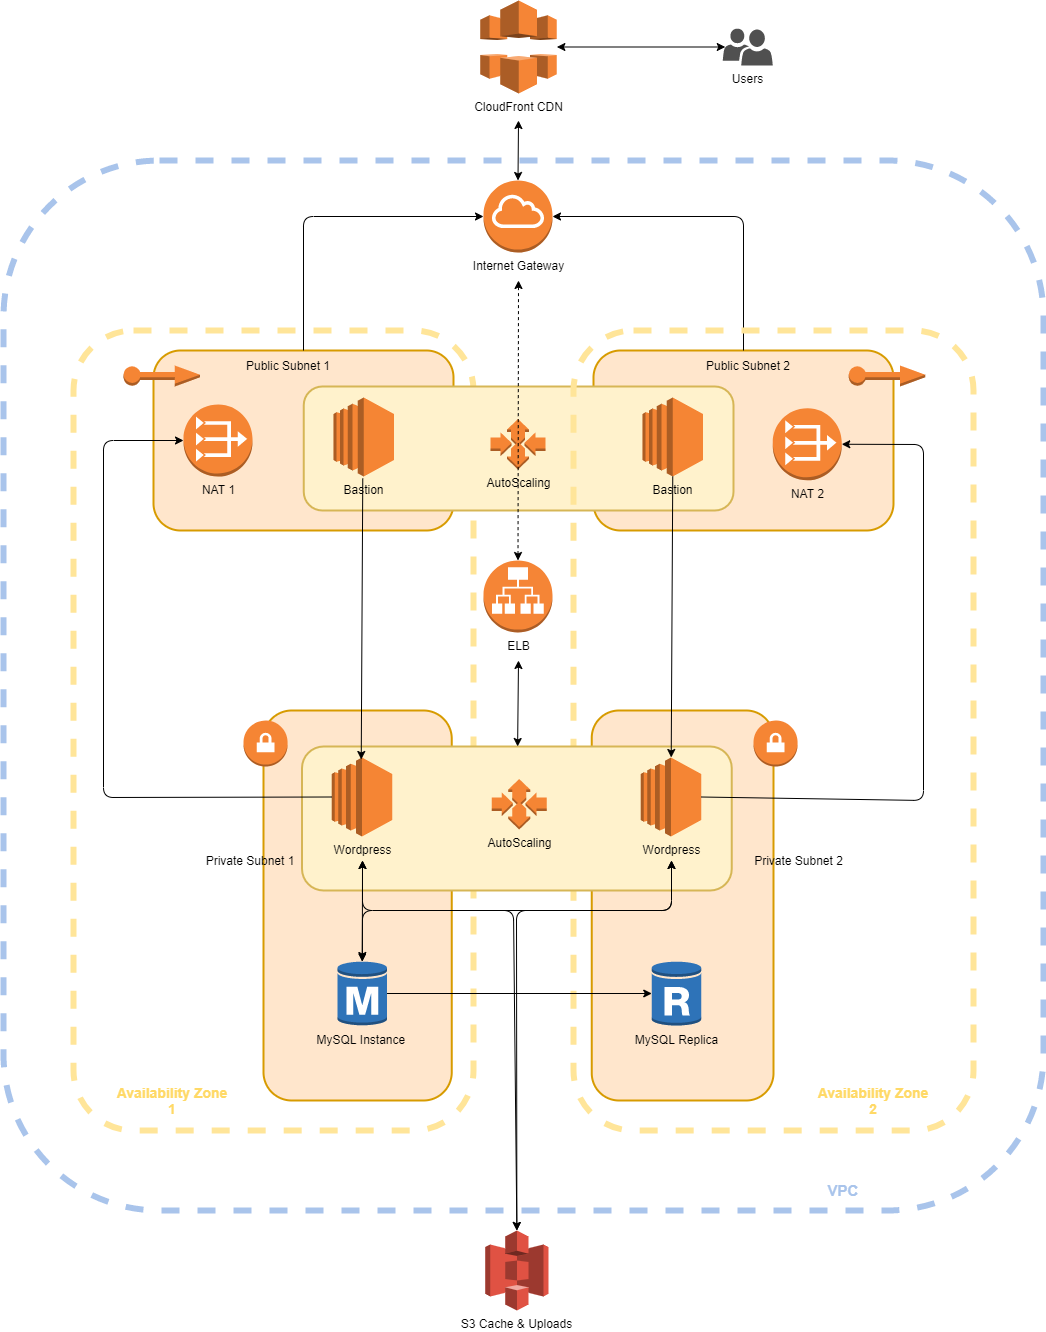 CloudFront CDN
Users
Internet Gateway
Public Subnet 1
Public Subnet 2
NAT 1
Bastion
AutoScaling
Bastion
NAT 2
ELB
Wordpress
AutoScaling
Wordpress
Private Subnet 1
Private Subnet 2
M
R
MySQL Instance
MySQL Replica
Availability Zone
1
Availability Zone
2
VPC
S3 Cache & Uploads